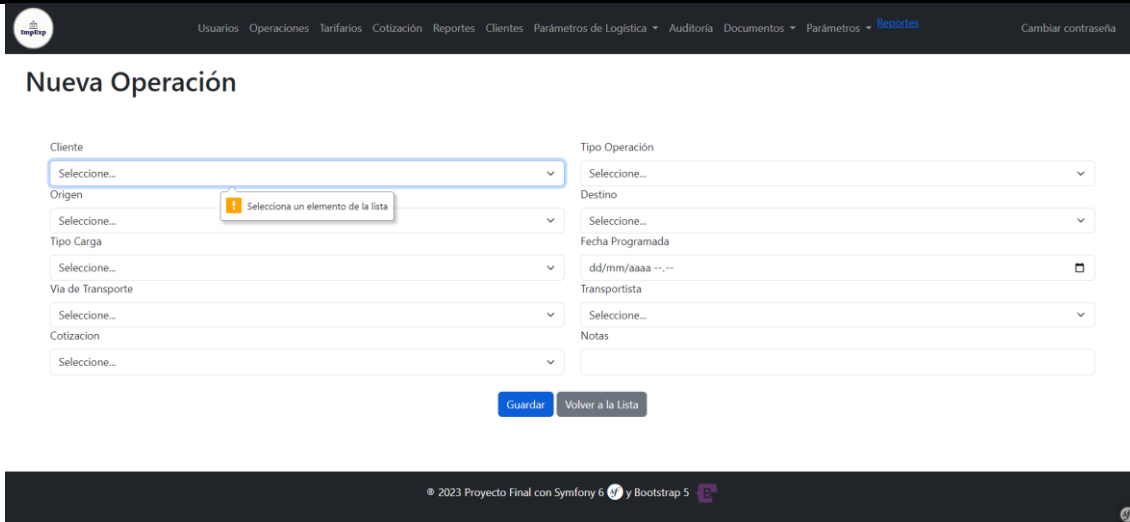 ImpExp
Usuarios Operaciones Tarifarios Cotización Reportes Clientes Parámetros de Logística Auditoría Documentos Parámetros Reportes Cambiar contraseña
Nueva Operación
Cliente Tipo Operación
Seleccione... Seleccione...
Selecciona un elemento de la lista
Origen Destino
Seleccione... Seleccione...
Tipo Carga Fecha Programada
Seleccione... dd/mm/aaaa --,--
Via de Transporte Transportista
Seleccione... Seleccione...
Cotizacion Notas
Seleccione...
Guardar Volver a la Lista
® 2023 Proyecto Final con Symfony 6 sf y Bootstrap 5 B